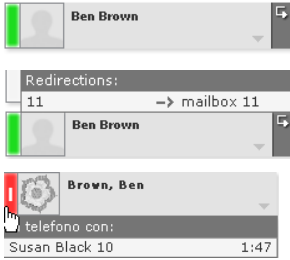 Ben Brown
Redirections:
11 –> mailbox 11
Ben Brown
Brown, Ben
telefono con:
Susan Black 10 1:47